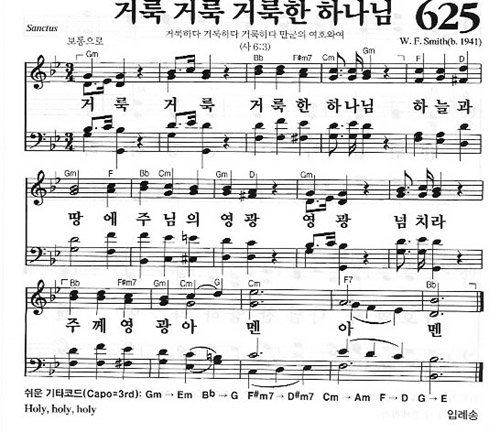 거룩 거룩 거룩한 하나님 625
Sanctus
거룩하다 거룩하다 거룩하다 만군의 여호와여
(사 6:3)
W. F. Smith(b. 1941)
보통으로
Gm Bb F#m7 Cm Gm D
거 룩 거 룩 거 룩 한 하 나 님 하 늘 과
Gm F Bb F#m7 Gm Cm Gm D Gm
땅 에 주 님 의 영 광 영 광 넘 치 라
Bb F#m7 Gm Cm G Cm F7 Bb
주 께 영 광 아 멘 아 멘
쉬운 기타코드(Capo=3rd): Gm → Em Bb → G F#m7 → D#m7 Cm → Am F → D G → E
Holy, holy, holy
입례송